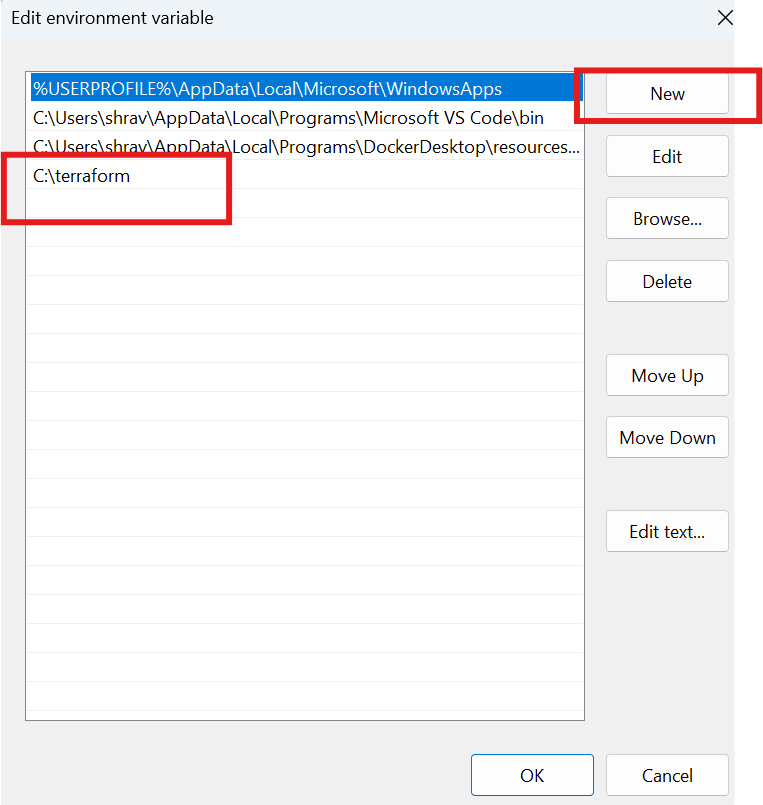 Edit environment variable
%USERPROFILE%\AppData\Local\Microsoft\WindowsApps
New
C:\Users\shrav\AppData\Local\Programs\Microsoft VS Code\bin
C:\Users\shrav\AppData\Local\Programs\DockerDesktop\resources...
Edit
C:\terraform
Browse...
Delete
Move Up
Move Down
Edit text...
OK
Cancel